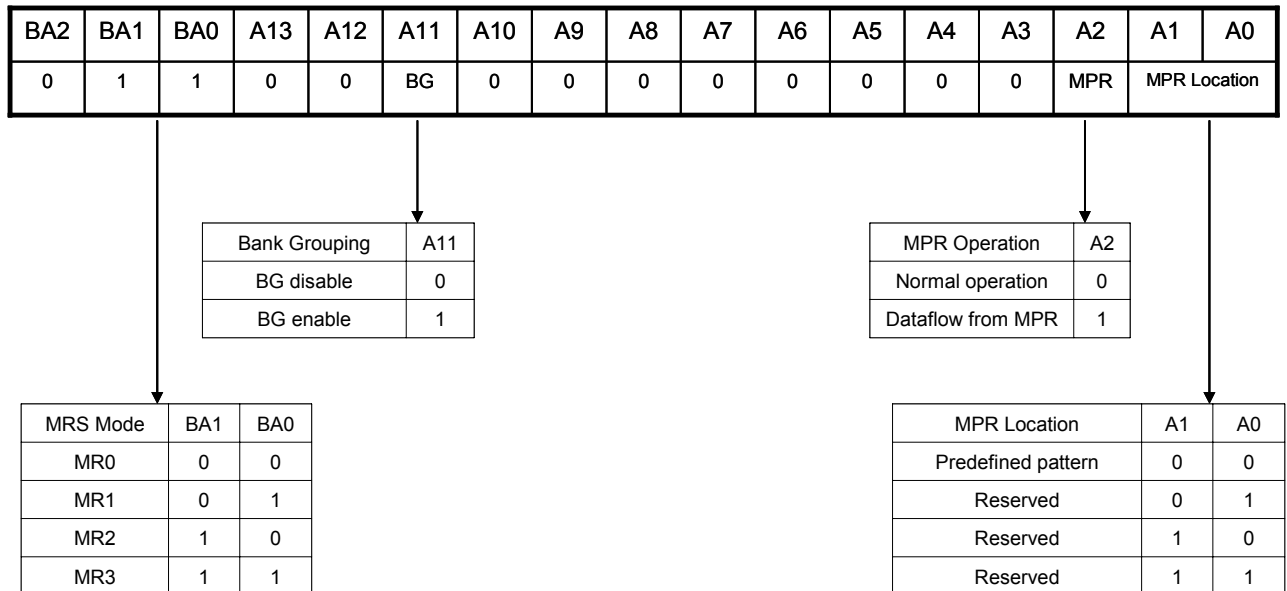 BA2 BA1 BA0 A13 A12 A11 A10 A9 A8 A7 A6 A5 A4 A3 A2 A1 A0
0 1 1 0 0 BG 0 0 0 0 0 0 0 0 MPR MPR Location
Bank Grouping A11
BG disable 0
BG enable 1
MPR Operation A2
Normal operation 0
Dataflow from MPR 1
MRS Mode BA1 BA0
MR0 0 0
MR1 0 1
MR2 1 0
MR3 1 1
MPR Location A1 A0
Predefined pattern 0 0
Reserved 0 1
Reserved 1 0
Reserved 1 1